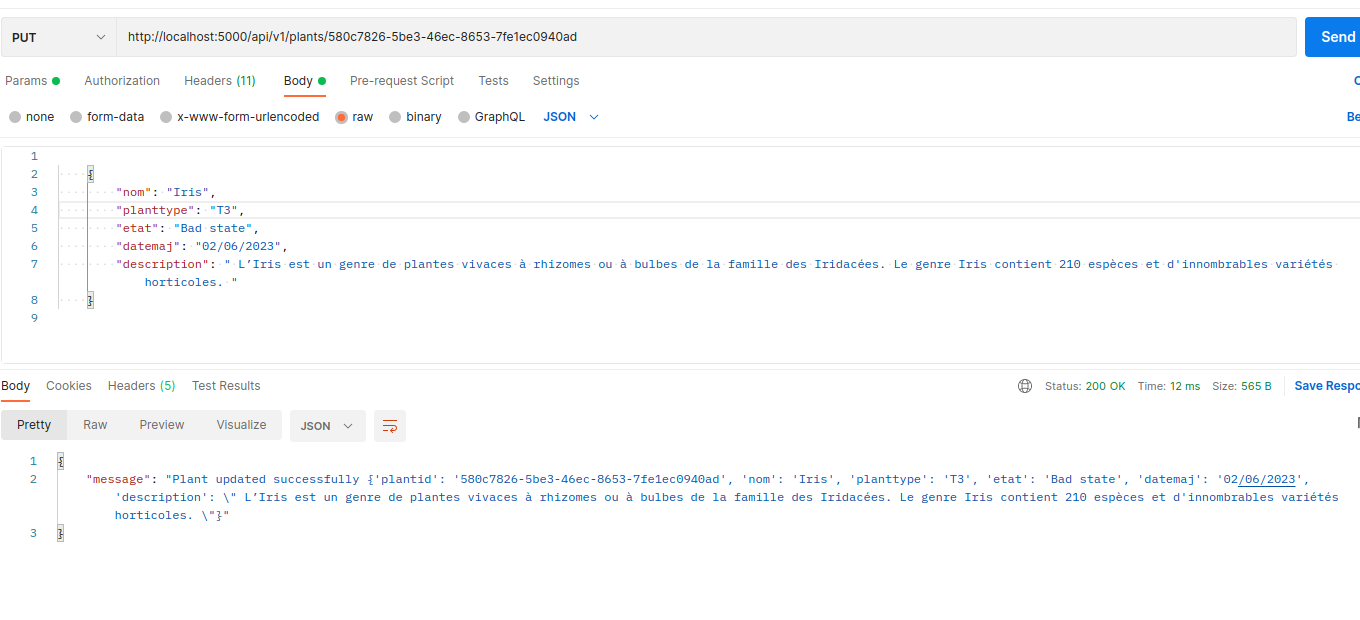 PUT http://localhost:5000/api/v1/plants/580c7826-5be3-46ec-8653-7fe1ec0940ad Send
Params Authorization Headers (11) Body Pre-request Script Tests Settings
none form-data x-www-form-urlencoded raw binary GraphQL JSON Be
1
2 {
3 "nom": "Iris",
4 "planttype": "T3",
5 "etat": "Bad state",
6 "datemaj": "02/06/2023",
7 "description": " L’Iris est un genre de plantes vivaces à rhizomes ou à bulbes de la famille des Iridacées. Le genre Iris contient 210 espèces et d'innombrables variétés
horticoles. "
8 }
9
Body Cookies Headers (5) Test Results Status: 200 OK Time: 12 ms Size: 565 B Save Respo
Pretty Raw Preview Visualize JSON
1 {
2 "message": "Plant updated successfully {'plantid': '580c7826-5be3-46ec-8653-7fe1ec0940ad', 'nom': 'Iris', 'planttype': 'T3', 'etat': 'Bad state', 'datemaj': '02/06/2023',
'description': \" L’Iris est un genre de plantes vivaces à rhizomes ou à bulbes de la famille des Iridacées. Le genre Iris contient 210 espèces et d'innombrables variétés
horticoles. \"}"
3 }